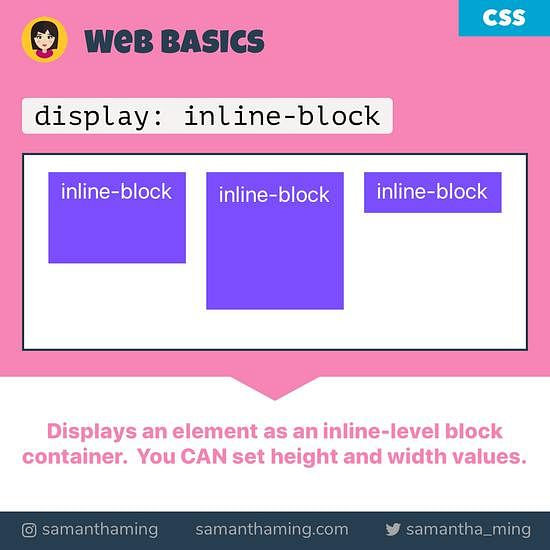 CSS
WeB BASICS
display: inline-block
inline-block
inline-block
inline-block
Displays an element as an inline-level block
container. You CAN set height and width values.
samanthaming
samanthaming.com
samantha_ming